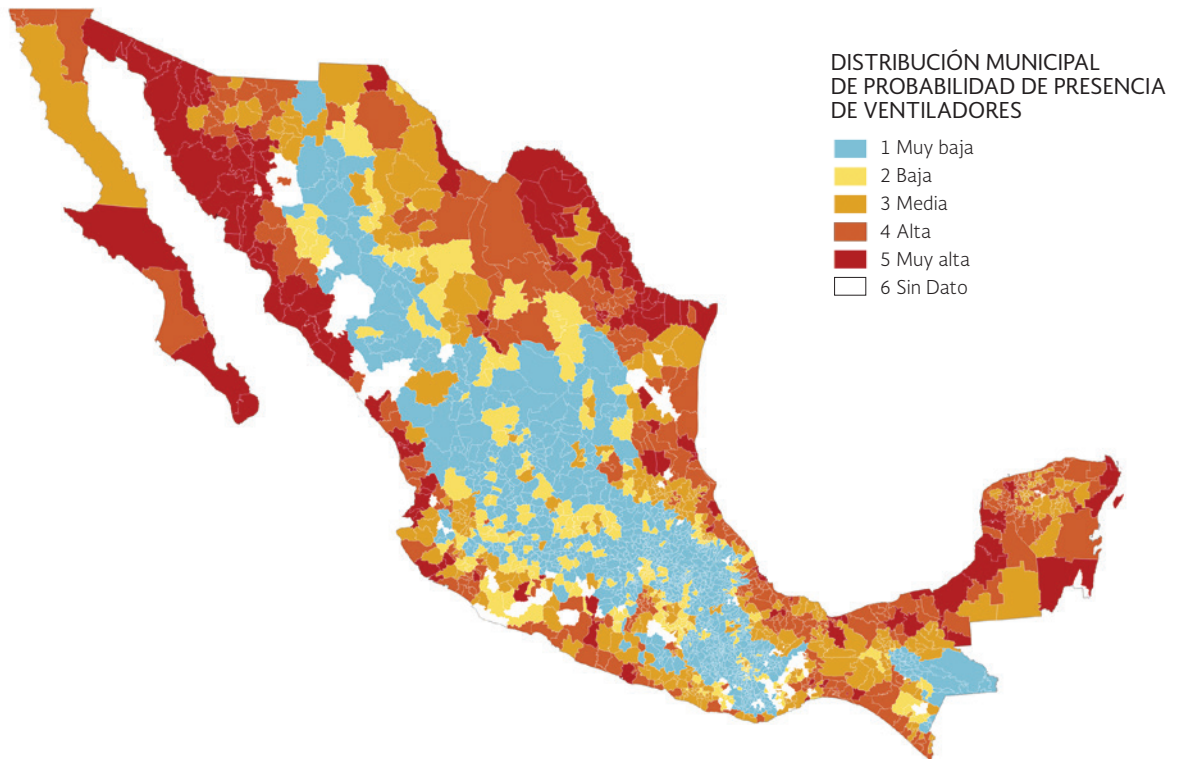 DISTRIBUCIÓN MUNICIPAL
DE PROBABILIDAD DE PRESENCIA
DE VENTILADORES
1 Muy baja
2 Baja
3 Media
4 Alta
5 Muy alta
6 Sin Dato